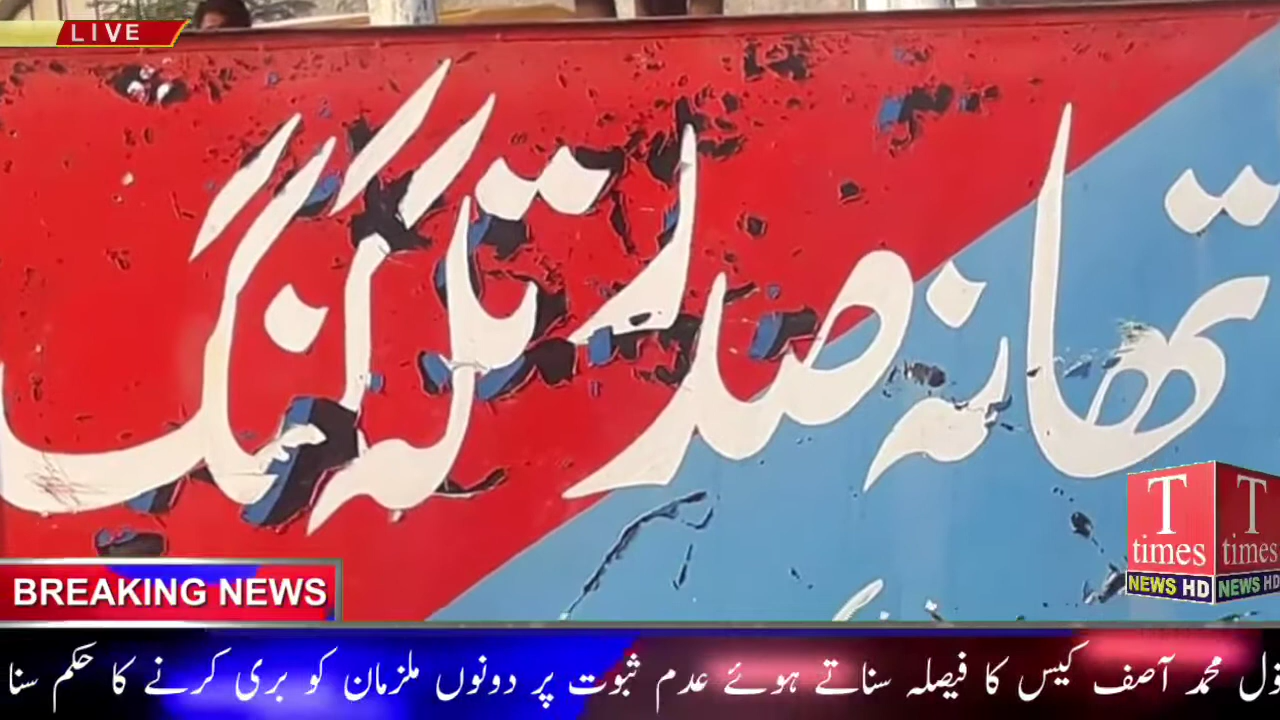 LIVE
تھانہ صدر تلہ گنگ
T
times
NEWS HD
T
times
NEWS HD
BREAKING NEWS
محمد آصف کیس کا فیصلہ سناتے ہوئے عدم ثبوت پر دونوں ملزمان کو بری کرنے کا حکم سنا